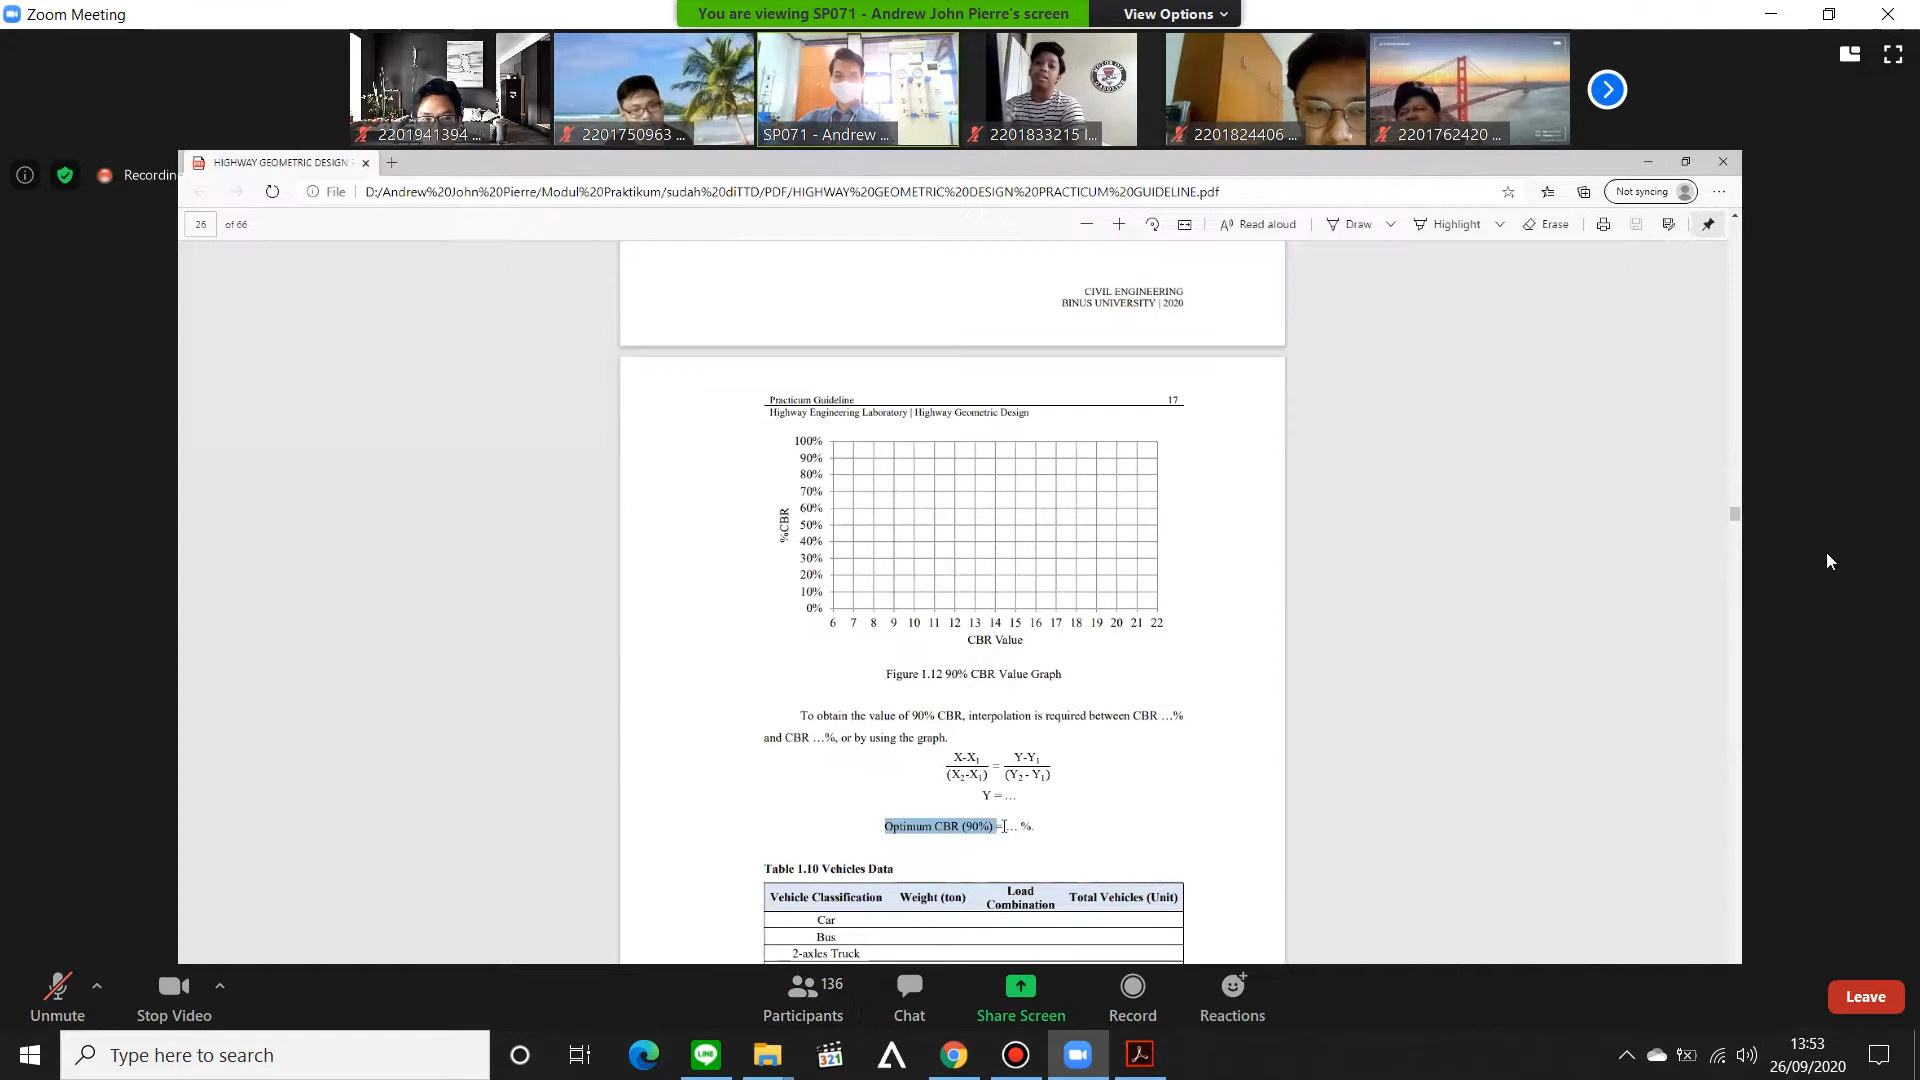 Zoom Meeting
You are viewing SP071 - Andrew John Pierre's screen
View Options
2201941394 ...
2201750963 ...
SP071 - Andrew ...
2201833215 I...
2201824406 ...
2201762420 ...
Recording
HIGHWAY GEOMETRIC DESIGN
File
D:/Andrew%20John%20Pierre/Modul%20Praktikum/sudah%20diTTD/PDF/HIGHWAY%20GEOMETRIC%20DESIGN%20PRACTICUM%20GUIDELINE.pdf
Not syncing
26 of 66
Read aloud
Draw
Highlight
Erase
CIVIL ENGINEERING
BINUS UNIVERSITY | 2020
Practicum Guideline 17
Highway Engineering Laboratory | Highway Geometric Design
%CBR
100%
90%
80%
70%
60%
50%
40%
30%
20%
10%
0%
6 7 8 9 10 11 12 13 14 15 16 17 18 19 20 21 22
CBR Value
Figure 1.12 90% CBR Value Graph
To obtain the value of 90% CBR, interpolation is required between CBR …%
and CBR …%, or by using the graph.
X-X1 Y-Y1
=
(X2-X1) (Y2 - Y1)
Y = …
Optimum CBR (90%) =… %.
Table 1.10 Vehicles Data
Vehicle Classification Weight (ton) Load Combination Total Vehicles (Unit)
Car
Bus
2-axles Truck
Unmute
Stop Video
136
Participants
Chat
Share Screen
Record
Reactions
Leave
Type here to search
321
13:53
26/09/2020